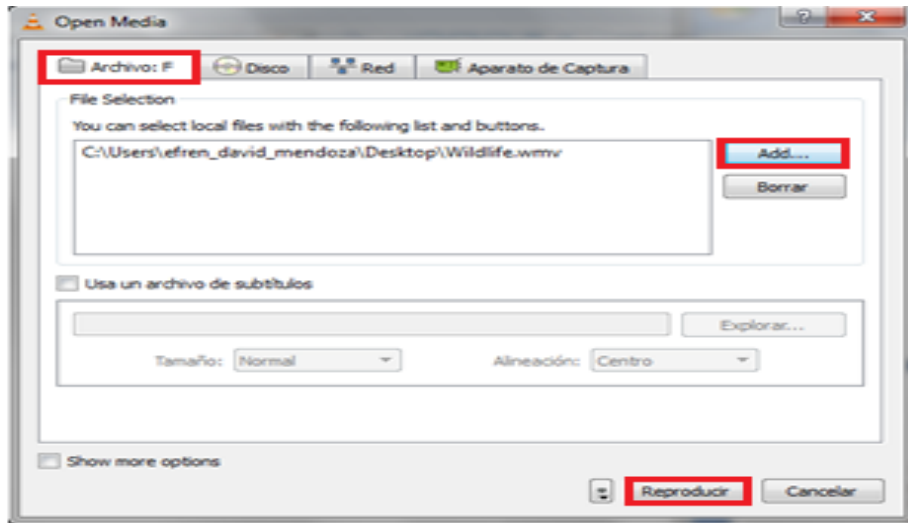 Open Media
Archivo: F Disco Red Aparato de Captura
File Selection
You can select local files with the following list and buttons.
C:\Users\efren_david_mendoza\Desktop\Wildlife.wmv
Add...
Borrar
Usa un archivo de subtítulos
Explorar...
Tamaño: Normal Alineación: Centro
Show more options
Reproducir Cancelar